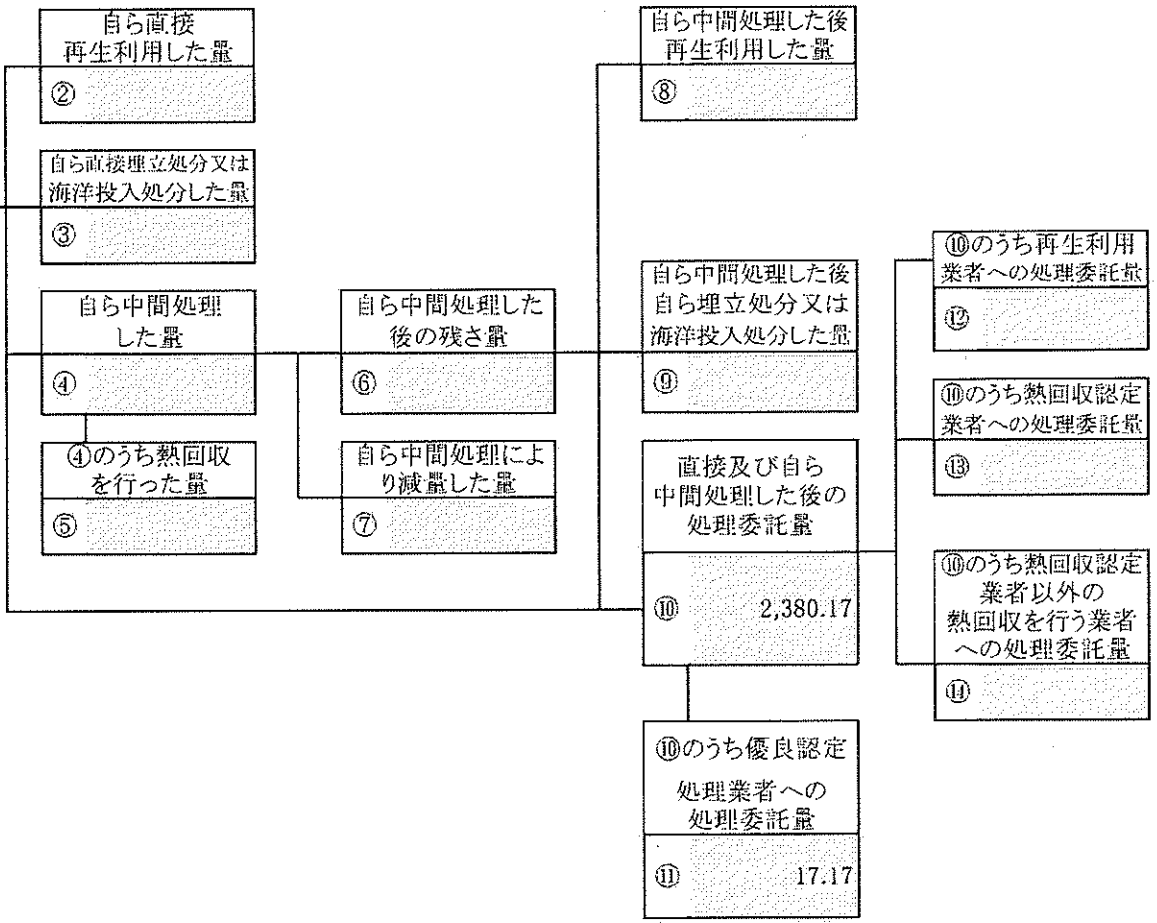 自ら直接
再生利用した量
②
自ら直接埋立処分又は
海洋投入処分した量
③
自ら中間処理
した量
④
④のうち熱回収
を行った量
⑤
自ら中間処理した
後の残さ量
⑥
自ら中間処理によ
り減量した量
⑦
自ら中間処理した後
再生利用した量
⑧
自ら中間処理した後
自ら埋立処分又は
海洋投入処分した量
⑨
直接及び自ら
中間処理した後の
処理委託量
⑩ 2,380.17
⑩のうち優良認定
処理業者への
処理委託量
⑪ 17.17
⑩のうち再生利用
業者への処理委託量
⑫
⑩のうち熱回収認定
業者への処理委託量
⑬
⑩のうち熱回収認定
業者以外の
熱回収を行う業者
への処理委託量
⑭